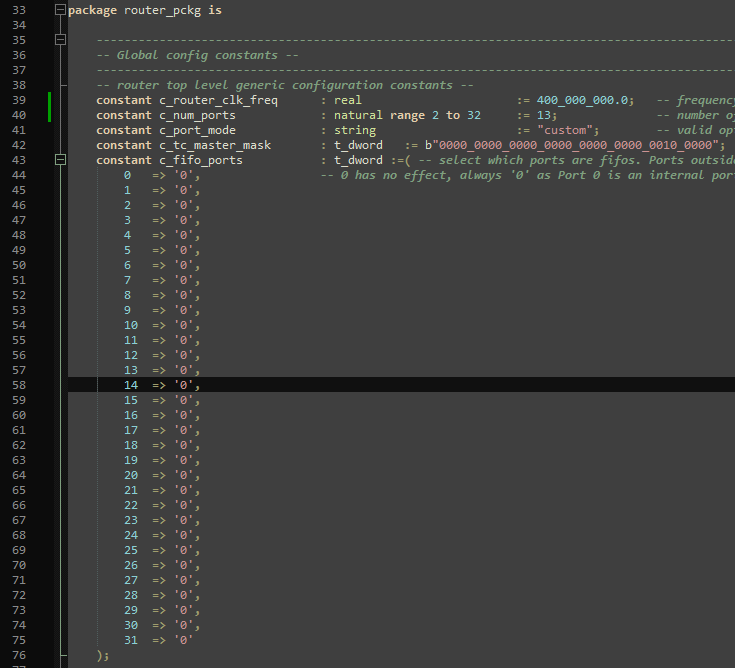 33 package router_pckg is
34
35 ----------------------------------------------------------------------------------------------
36 -- Global config constants --
37 ----------------------------------------------------------------------------------------------
38 -- router top level generic configuration constants --
39 constant c_router_clk_freq : real := 400_000_000.0; -- frequency
40 constant c_num_ports : natural range 2 to 32 := 13; -- number of
41 constant c_port_mode : string := "custom"; -- valid opt
42 constant c_tc_master_mask : t_dword := b"0000_0000_0000_0000_0000_0000_0010_0000";
43 constant c_fifo_ports : t_dword :=( -- select which ports are fifos. Ports outside
44 0 => '0', -- 0 has no effect, always '0' as Port 0 is an internal por
45 1 => '0',
46 2 => '0',
47 3 => '0',
48 4 => '0',
49 5 => '0',
50 6 => '0',
51 7 => '0',
52 8 => '0',
53 9 => '0',
54 10 => '0',
55 11 => '0',
56 12 => '0',
57 13 => '0',
58 14 => '0',
59 15 => '0',
60 16 => '0',
61 17 => '0',
62 18 => '0',
63 19 => '0',
64 20 => '0',
65 21 => '0',
66 22 => '0',
67 23 => '0',
68 24 => '0',
69 25 => '0',
70 26 => '0',
71 27 => '0',
72 28 => '0',
73 29 => '0',
74 30 => '0',
75 31 => '0'
76 );